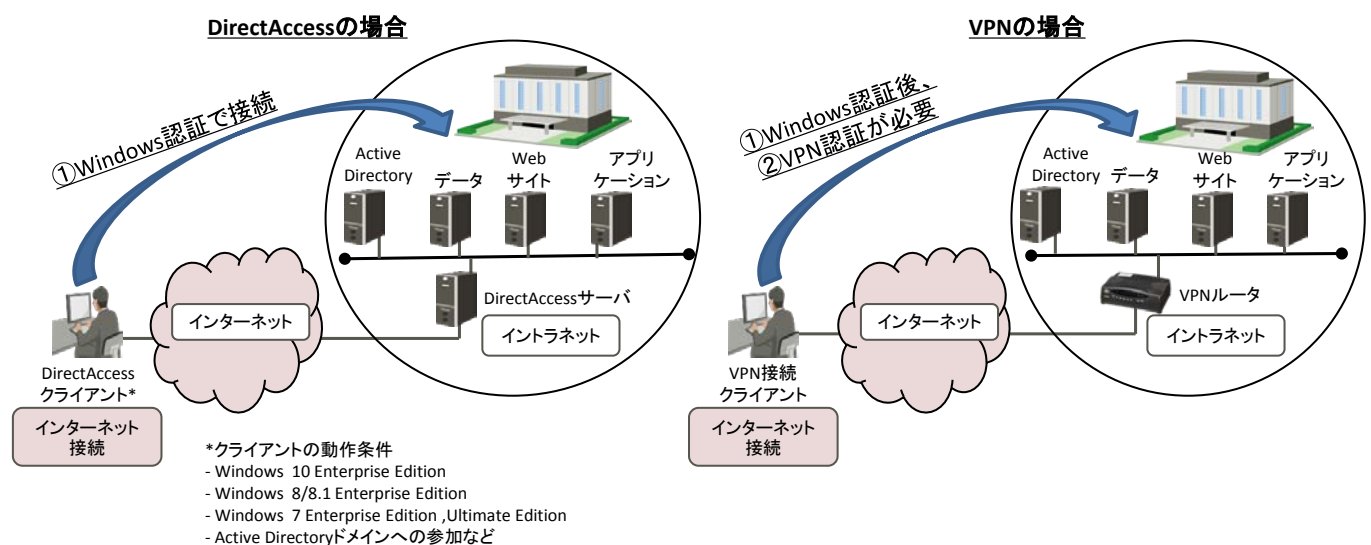 DirectAccessの場合
①Windows認証で接続
Active
Directory
データ
Web
サイト
アプリ
ケーション
インターネット
DirectAccessサーバ
イントラネット
DirectAccess
クライアント*
インターネット
接続
*クライアントの動作条件
- Windows 10 Enterprise Edition
- Windows 8/8.1 Enterprise Edition
- Windows 7 Enterprise Edition ,Ultimate Edition
- Active Directoryドメインへの参加など
VPNの場合
①Windows認証後、
②VPN認証が必要
Active
Directory
データ
Web
サイト
アプリ
ケーション
インターネット
VPNルータ
イントラネット
VPN接続
クライアント
インターネット
接続